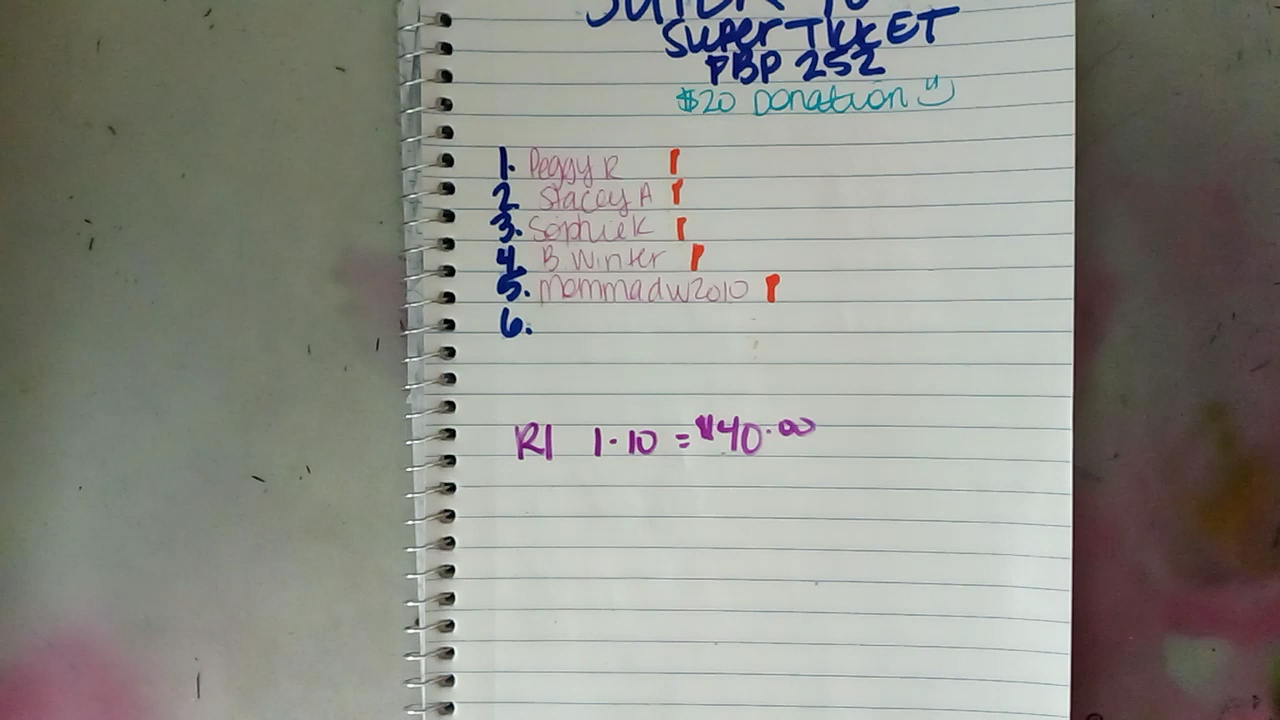 SUPER TICKET
PBP 252
$20 Donation
1. Peggy R
2. Stacey A
3. Sophie K
4. B Winter
5. Mommadw2010
6.
R1 1-10 = $40.00